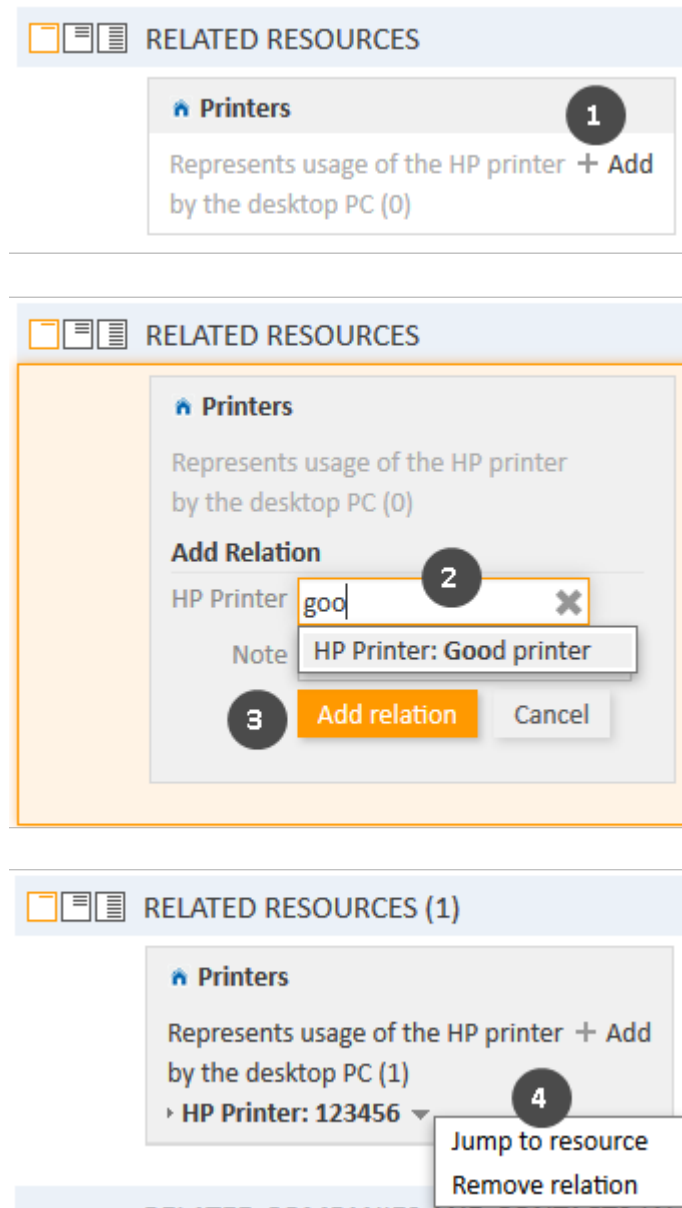 RELATED RESOURCES
Printers
1
Represents usage of the HP printer + Add
by the desktop PC (0)
RELATED RESOURCES
Printers
Represents usage of the HP printer
by the desktop PC (0)
Add Relation
2
HP Printer goo
Note HP Printer: Good printer
3 Add relation Cancel
RELATED RESOURCES (1)
Printers
Represents usage of the HP printer + Add
by the desktop PC (1)
4
HP Printer: 123456
Jump to resource
Remove relation